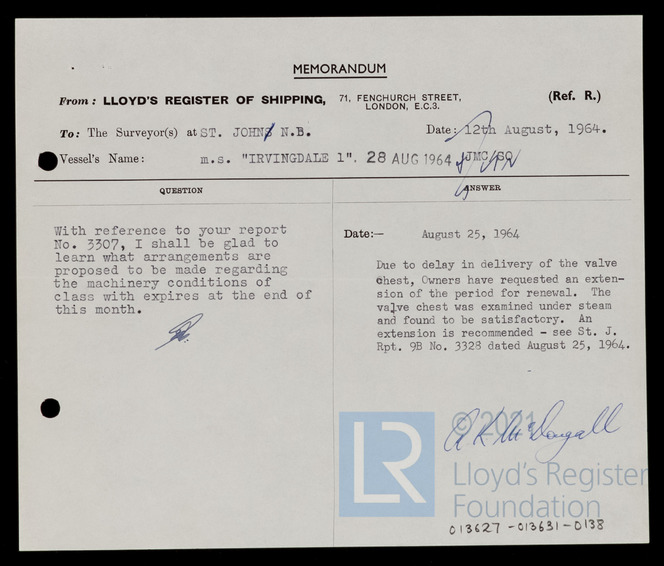 MEMORANDUM
From: LLOYD'S REGISTER OF SHIPPING, 71, FENCHURCH STREET, LONDON, E.C.3. (Ref. R.)
To: The Surveyor(s) at ST. JOHN N.B. Date: 12th August, 1964.
Vessel's Name: m.s. "IRVINGDALE 1". 28 AUG 1964 JMC/SO
QUESTION
With reference to your report
No. 3307, I shall be glad to
learn what arrangements are
proposed to be made regarding
the machinery conditions of
class with expires at the end of
this month.
ANSWER
Date:— August 25, 1964
Due to delay in delivery of the valve
chest, Owners have requested an exten-
sion of the period for renewal. The
valve chest was examined under steam
and found to be satisfactory. An
extension is recommended - see St. J.
Rpt. 9B No. 3328 dated August 25, 1964.
© 2021
A K McDougall
LR
Lloyd's Register
Foundation
013627-013631-0138